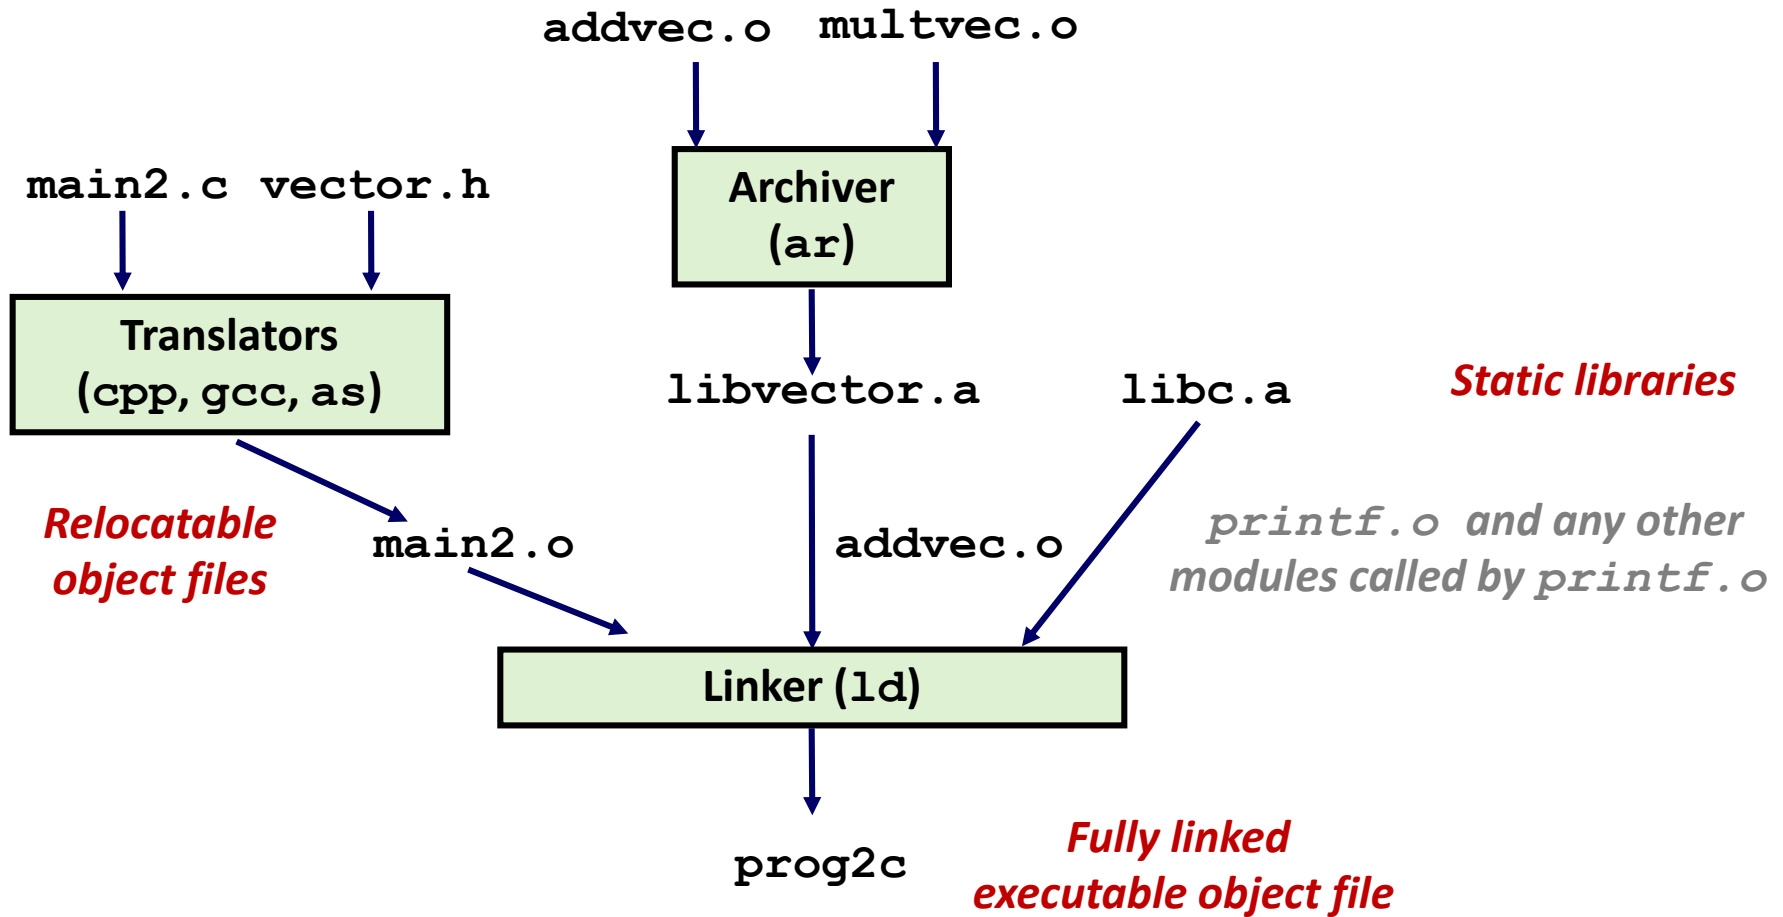 addvec.o multvec.o
main2.c vector.h
Archiver
(ar)
Translators
(cpp, gcc, as)
libvector.a
libc.a
Static libraries
Relocatable
object files
main2.o
addvec.o
printf.o and any other
modules called by printf.o
Linker (ld)
prog2c
Fully linked
executable object file